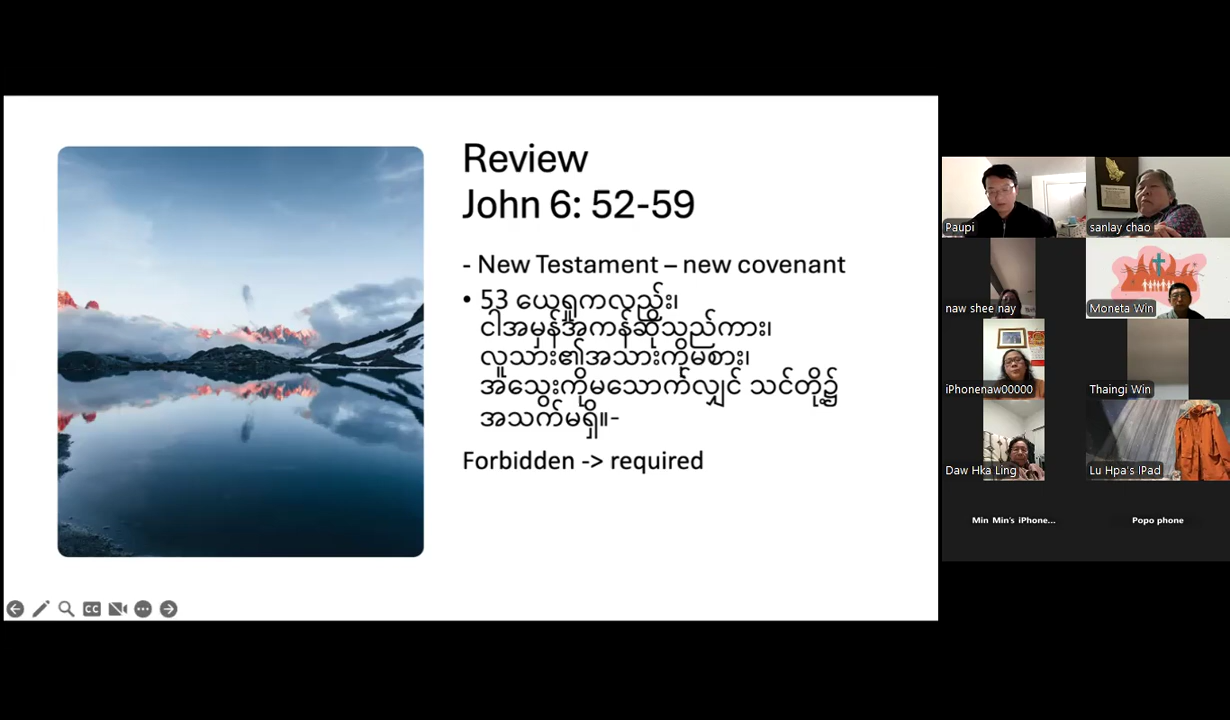 Review
John 6: 52-59
- New Testament – new covenant
• 53 ယေရှုကလည်း၊
ငါအမှန်အကန်ဆိုသည်ကား၊
လူသား၏အသားကိုမစား၊
အသွေးကိုမသောက်လျှင် သင်တို့၌
အသက်မရှိ။-
Forbidden -> required
Paupi
sanlay chao
naw shee nay
Moneta Win
iPhonenaw00000
Thaingi Win
Daw Hka Ling
Lu Hpa's IPad
Min Min's iPhone...
Popo phone
CC